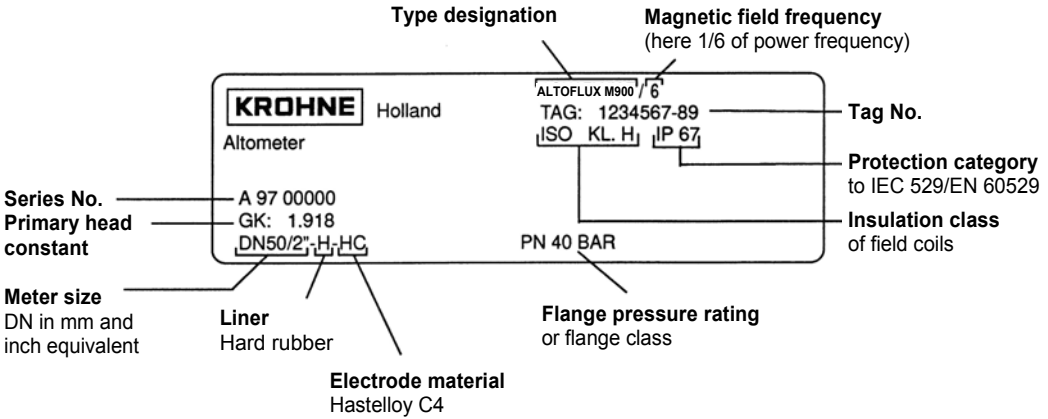 Type designation
Magnetic field frequency
(here 1/6 of power frequency)
KROHNE Holland
Altometer
ALTOFLUX M900 / 6
TAG: 1234567-89
ISO KL. H IP 67
Tag No.
Protection category
to IEC 529/EN 60529
Insulation class
of field coils
Series No.
Primary head
constant
A 97 00000
GK: 1.918
DN50/2"-H-HC
PN 40 BAR
Meter size
DN in mm and
inch equivalent
Liner
Hard rubber
Electrode material
Hastelloy C4
Flange pressure rating
or flange class